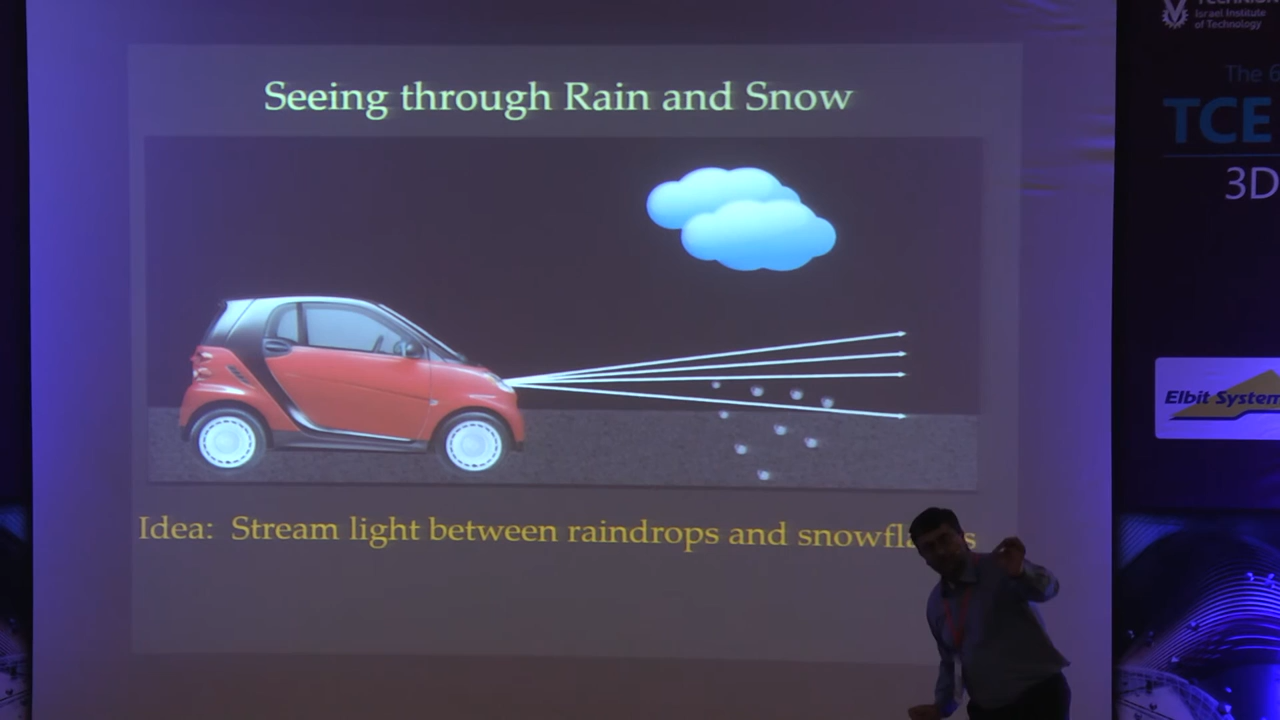 Seeing through Rain and Snow
Idea: Stream light between raindrops and
Israel Institute
of Technology
The 6
TCE
3D
Elbit System